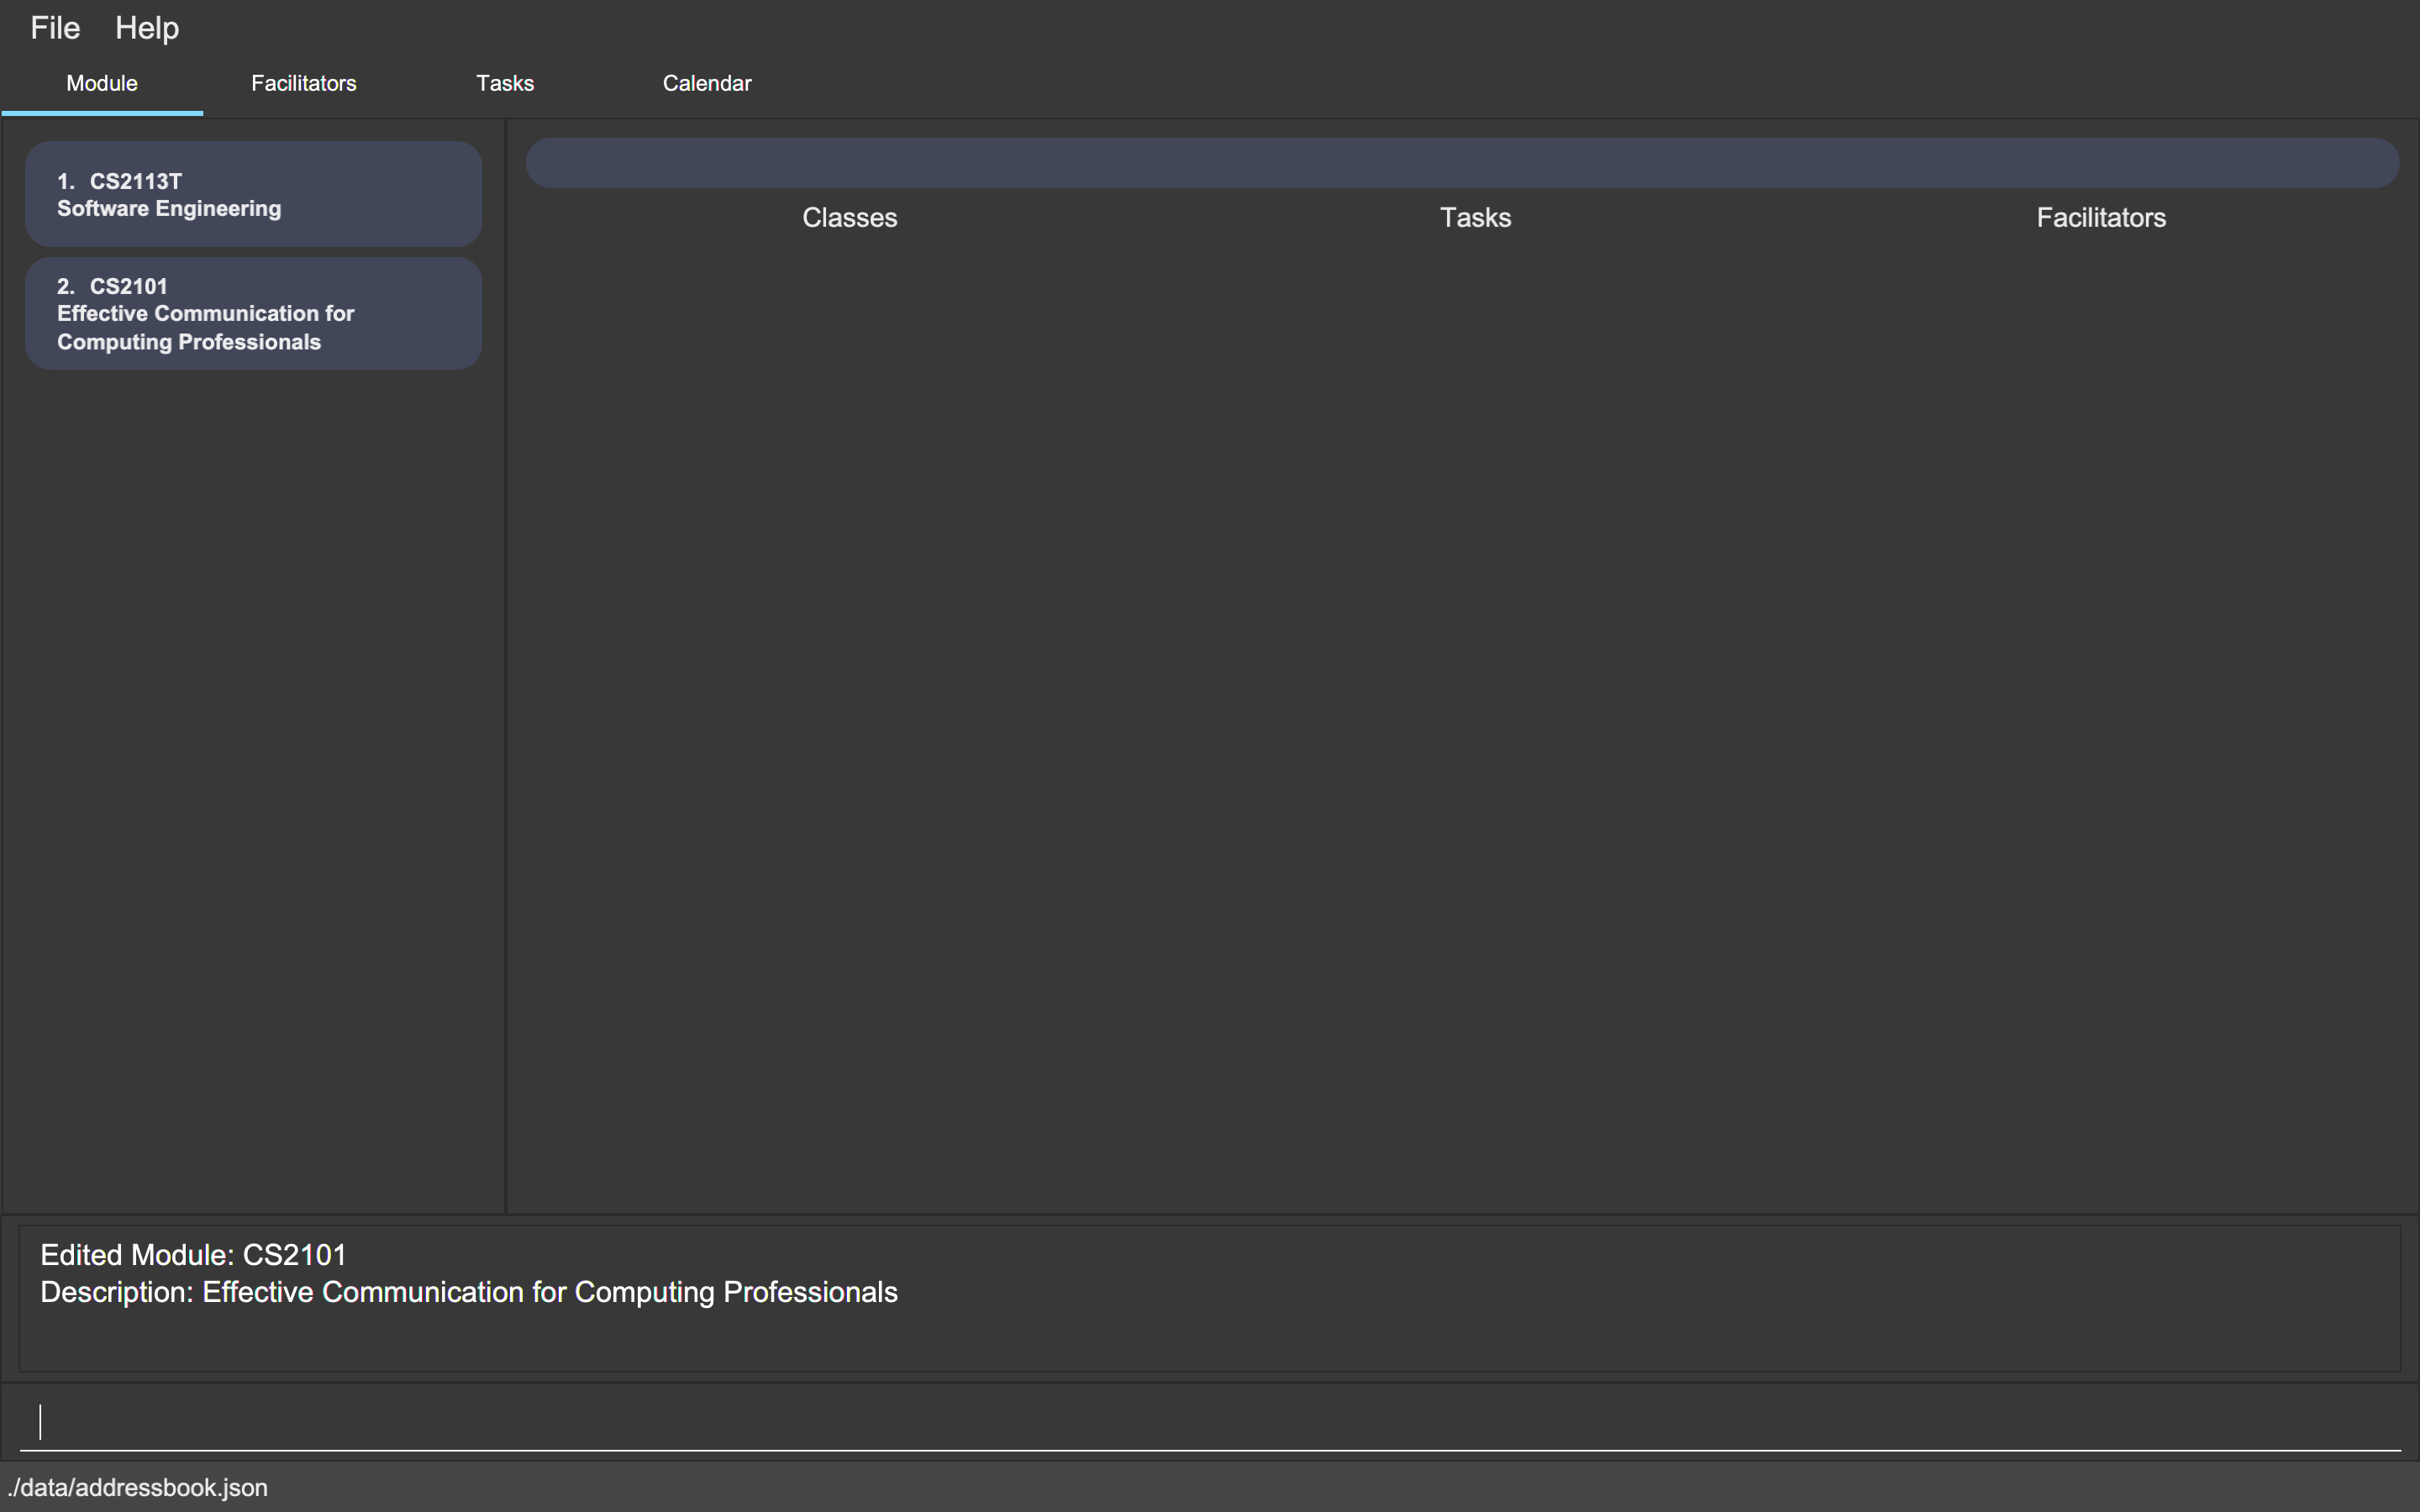 File Help
Module Facilitators Tasks Calendar
1. CS2113T
Software Engineering
2. CS2101
Effective Communication for
Computing Professionals
Classes Tasks Facilitators
Edited Module: CS2101
Description: Effective Communication for Computing Professionals
./data/addressbook.json